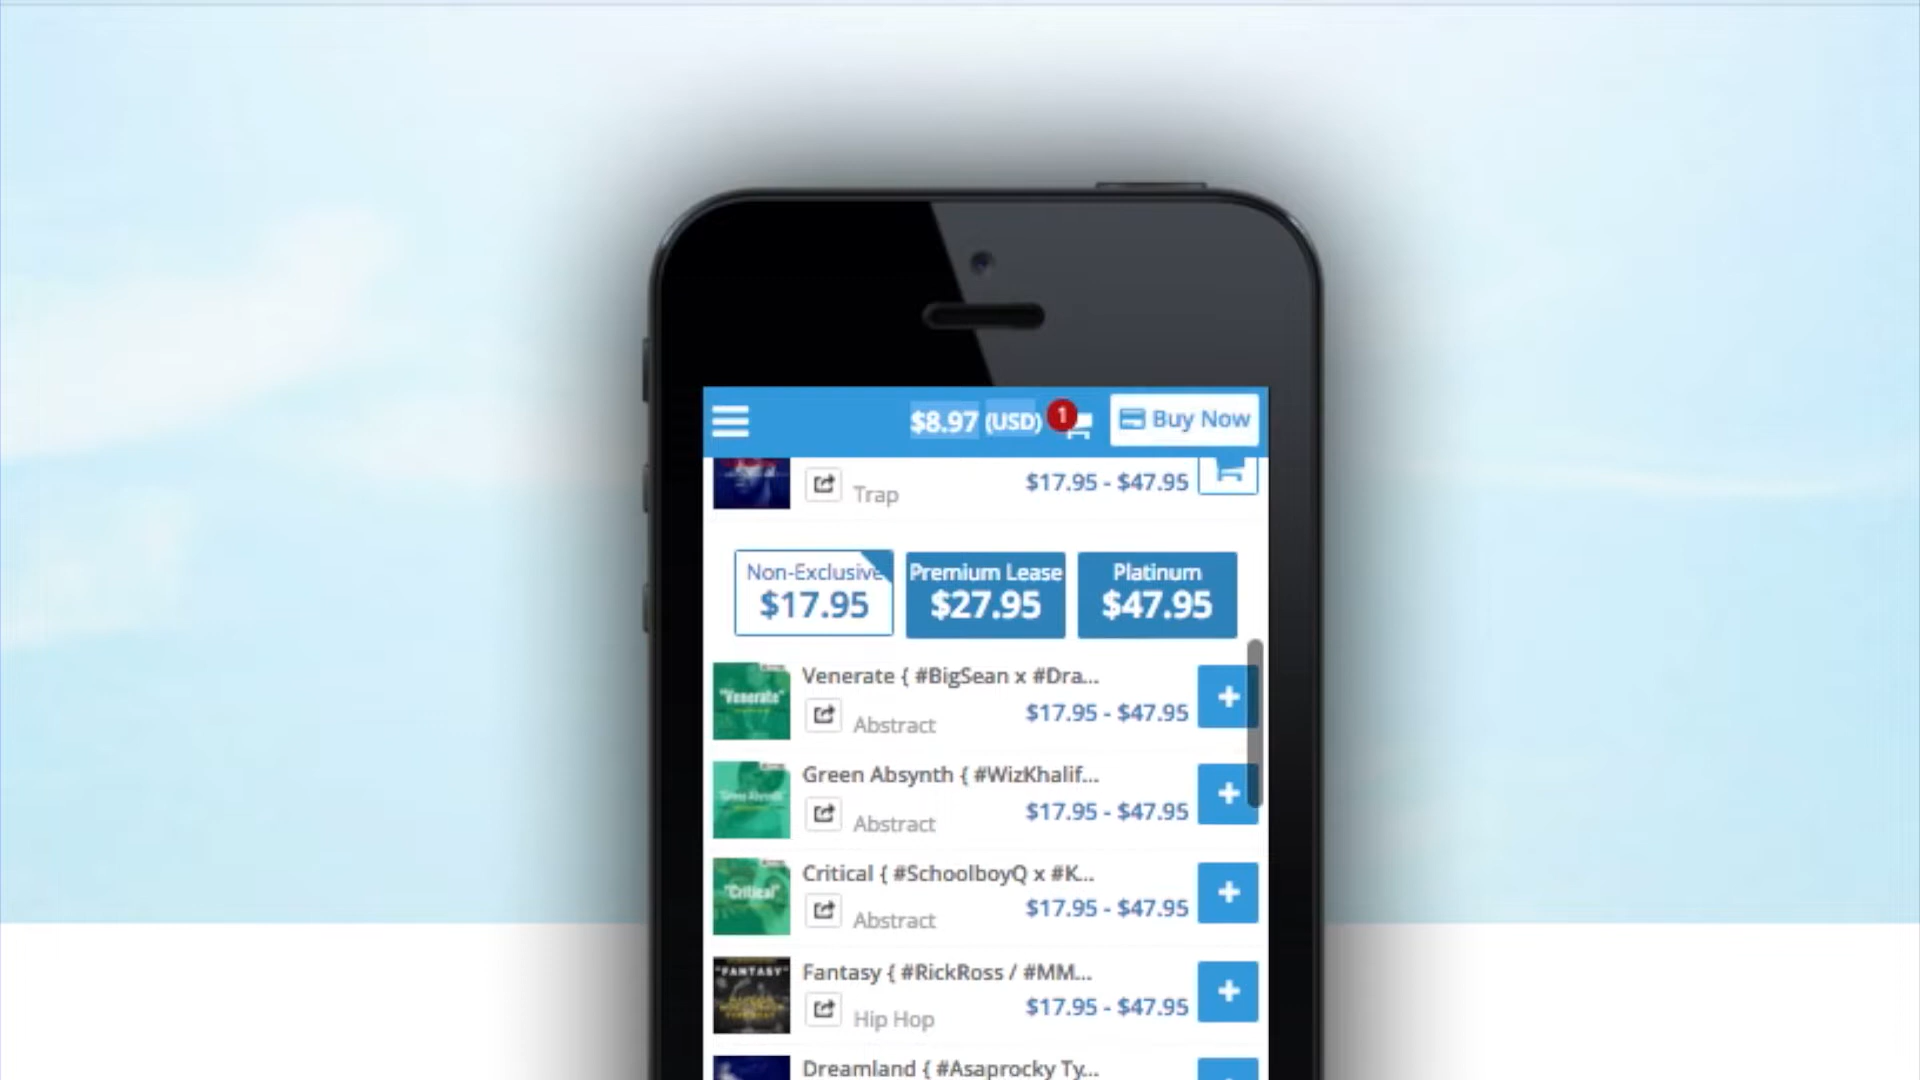 $8.97 (USD) 1 Buy Now
$17.95 - $47.95
Trap
Non-Exclusive Premium Lease Platinum
$17.95 $27.95 $47.95
"Venerate"
Venerate { #BigSean x #Dra...
$17.95 - $47.95
Abstract
Green Absynth { #WizKhalif...
$17.95 - $47.95
Abstract
"Critical"
Critical { #SchoolboyQ x #K...
$17.95 - $47.95
Abstract
"FANTASY"
Fantasy { #RickRoss / #MM...
$17.95 - $47.95
Hip Hop
Dreamland { #Asaprocky Ty...